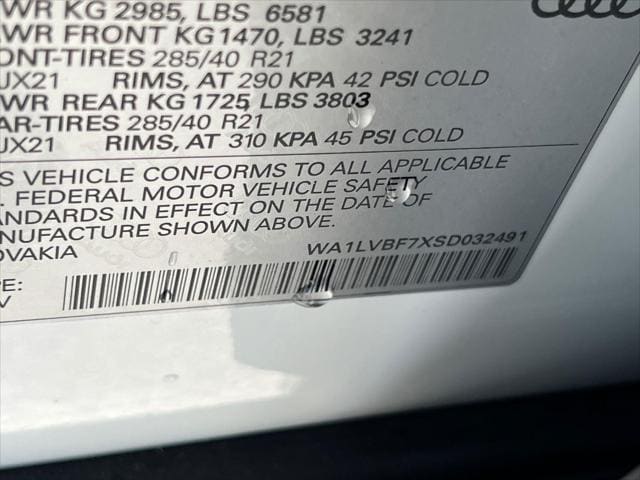 WR KG 2985, LBS 6581
WR FRONT KG1470, LBS 3241
ONT-TIRES 285/40 R21
JX21 RIMS, AT 290 KPA 42 PSI COLD
WR REAR KG 1725, LBS 3803
AR-TIRES 285/40 R21
JX21 RIMS, AT 310 KPA 45 PSI COLD
S VEHICLE CONFORMS TO ALL APPLICABLE
FEDERAL MOTOR VEHICLE SAFETY
ANDARDS IN EFFECT ON THE DATE OF
NUFACTURE SHOWN ABOVE.
OVAKIA WA1LVBF7XSD032491
PE:
V